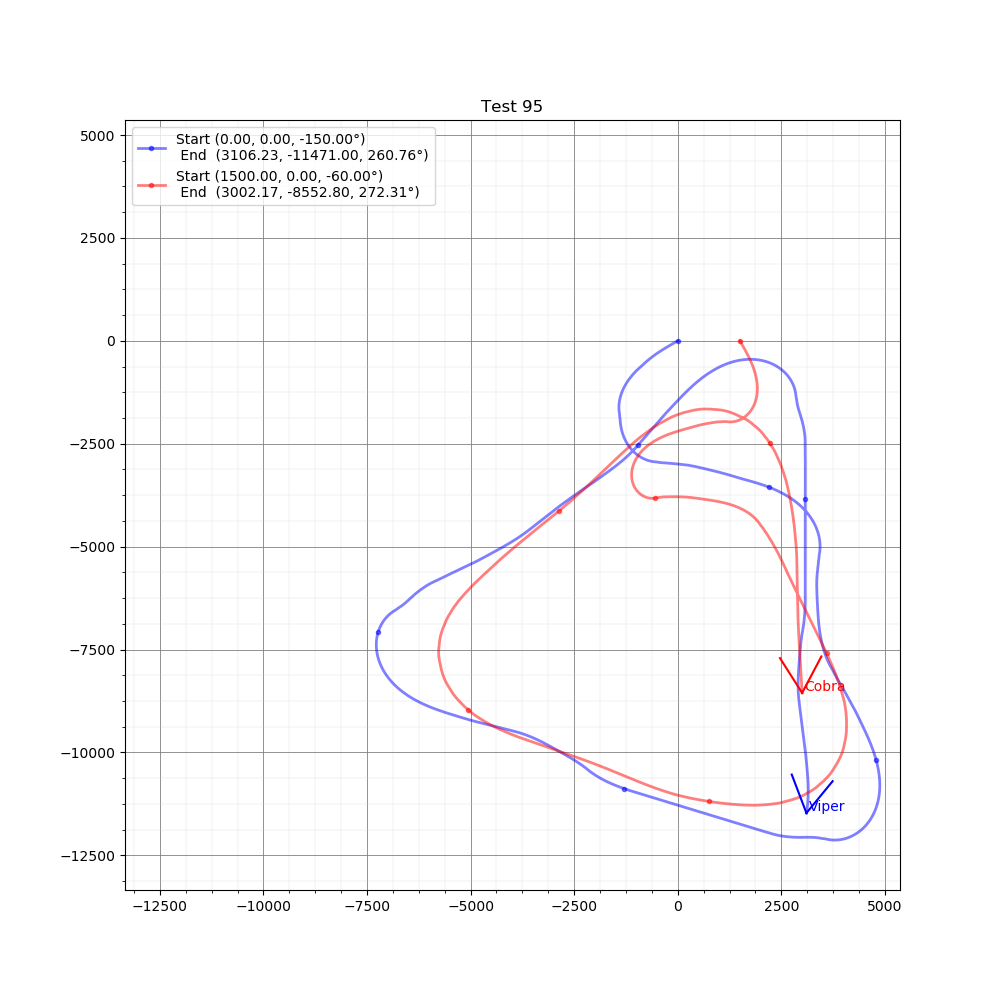 Test 95
Start (0.00, 0.00, -150.00°)
End (3106.23, -11471.00, 260.76°)
Start (1500.00, 0.00, -60.00°)
End (3002.17, -8552.80, 272.31°)
5000
2500
0
−2500
−5000
−7500
−10000
−12500
Cobra
Viper
−12500 −10000 −7500 −5000 −2500 0 2500 5000